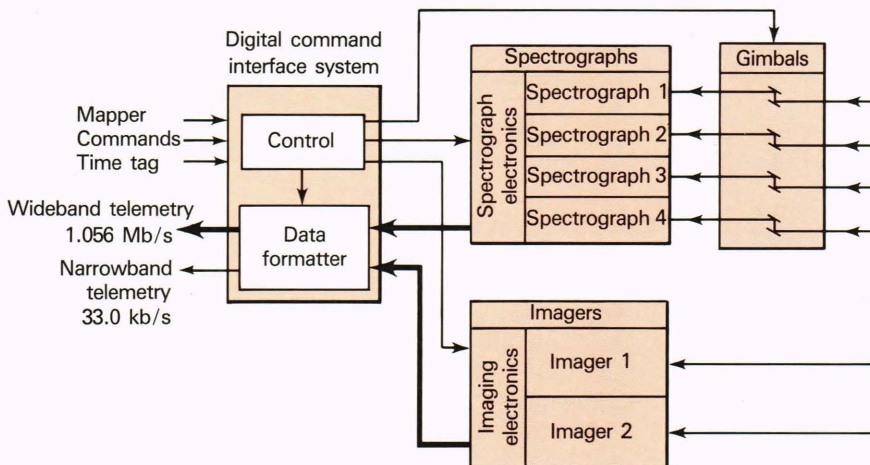 Digital command
interface system
Mapper
Commands
Time tag
Control
Wideband telemetry
1.056 Mb/s
Data
formatter
Narrowband
telemetry
33.0 kb/s
Spectrographs
Spectrograph
electronics
Spectrograph 1
Spectrograph 2
Spectrograph 3
Spectrograph 4
Gimbals
Imagers
Imaging
electronics
Imager 1
Imager 2